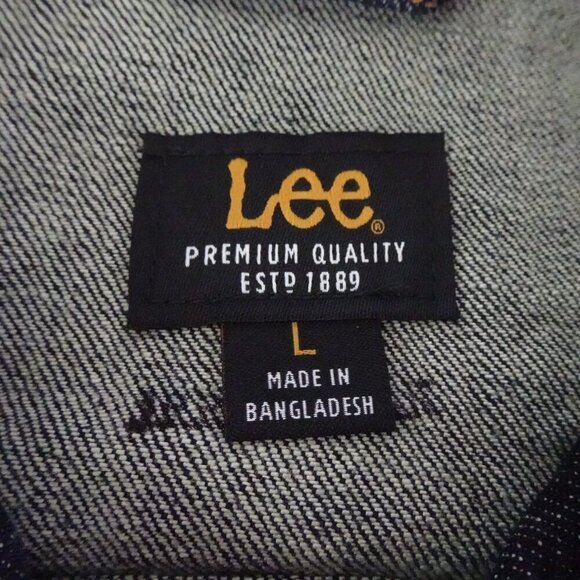 Lee®
PREMIUM QUALITY
ESTD 1889
L
MADE IN
BANGLADESH